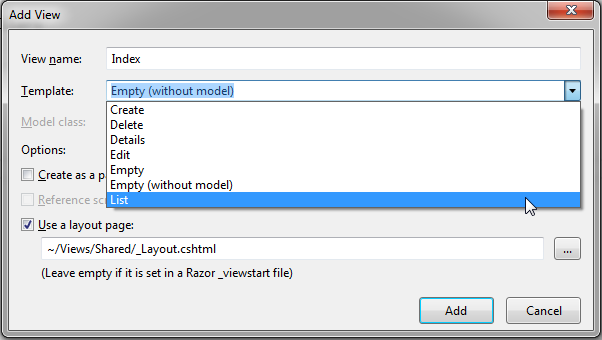 Add View
View name: Index
Template: Empty (without model)
Create
Model class: Delete
Details
Options: Edit
Empty
Create as a p Empty (without model)
Reference scr List
Use a layout page:
~/Views/Shared/_Layout.cshtml ...
(Leave empty if it is set in a Razor _viewstart file)
Add Cancel